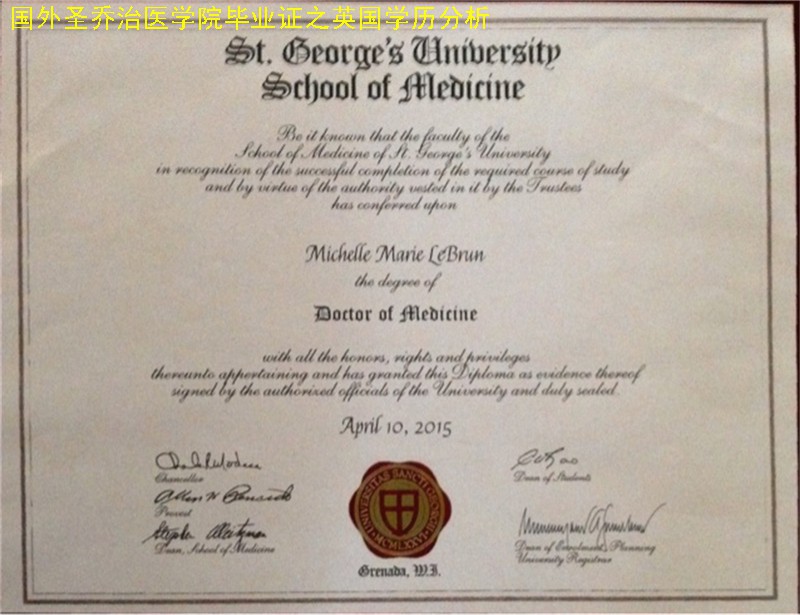 国外圣乔治医学院毕业证之英国学历分析
St. George's University
School of Medicine
Be it known that the faculty of the
School of Medicine of St. George's University
in recognition of the successful completion of the required course of study
and by virtue of the authority vested in it by the Trustees
has conferred upon
Michelle Marie LeBrun
the degree of
Doctor of Medicine
with all the honors, rights and privileges
thereunto appertaining and has granted this Diploma as evidence thereof
signed by the authorized officials of the University and duly sealed.
April 10, 2015
Chancellor
Provost
Dean, School of Medicine
Dean of Students
Dean of Enrolment Planning
University Registrar
MCMLXXVI
Grenada, W.I.